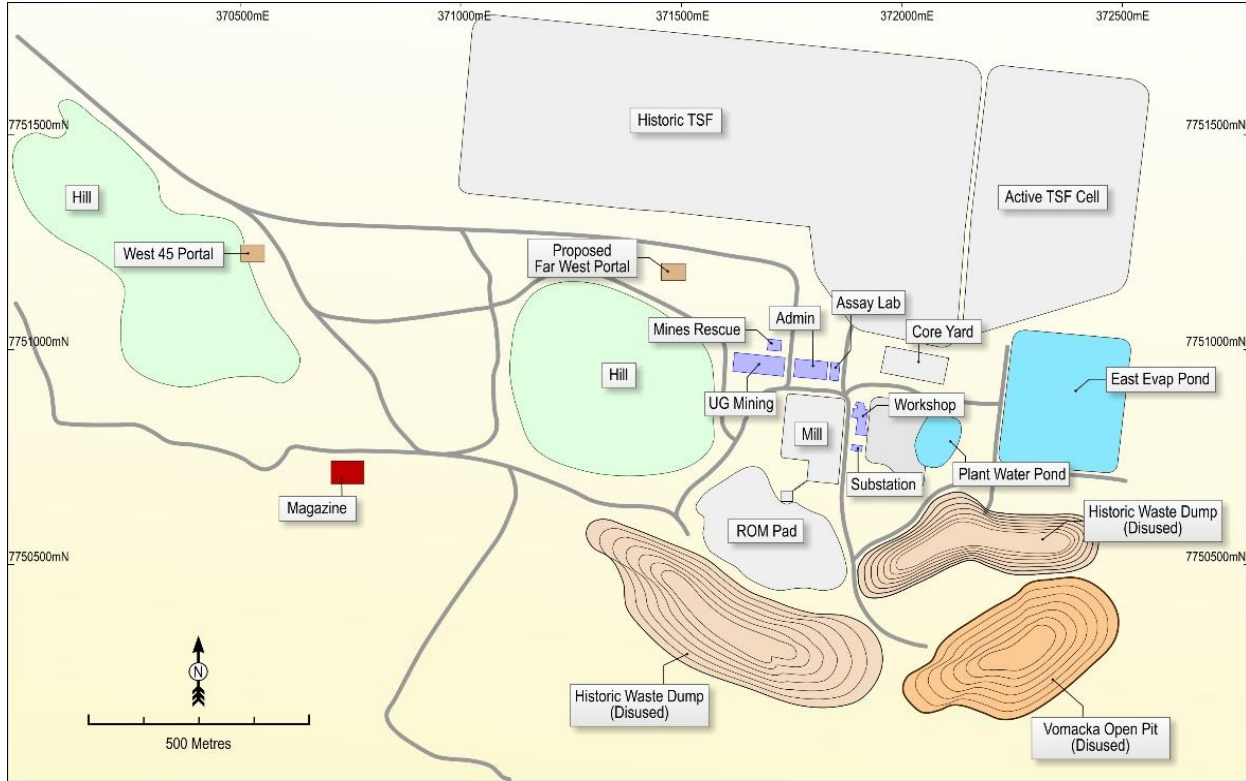 370500mE
371000mE
371500mE
372000mE
372500mE
7751500mN
Historic TSF
7751500mN
Hill
Active TSF Cell
West 45 Portal
Proposed
Far West Portal
Assay Lab
Mines Rescue
Admin
Core Yard
7751000mN
7751000mN
Hill
East Evap Pond
UG Mining
Workshop
Mill
Plant Water Pond
Substation
Magazine
ROM Pad
Historic Waste Dump
(Disused)
7750500mN
7750500mN
N
Historic Waste Dump
(Disused)
Vomacka Open Pit
(Disused)
500 Metres